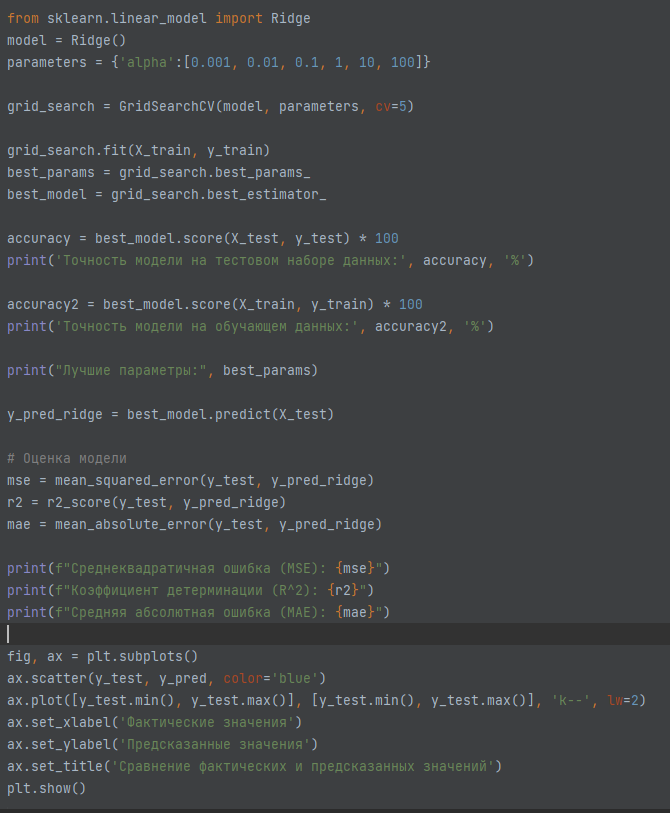 from sklearn.linear_model import Ridge
model = Ridge()
parameters = {'alpha':[0.001, 0.01, 0.1, 1, 10, 100]}
grid_search = GridSearchCV(model, parameters, cv=5)
grid_search.fit(X_train, y_train)
best_params = grid_search.best_params_
best_model = grid_search.best_estimator_
accuracy = best_model.score(X_test, y_test) * 100
print('Точность модели на тестовом наборе данных:', accuracy, '%')
accuracy2 = best_model.score(X_train, y_train) * 100
print('Точность модели на обучающем данных:', accuracy2, '%')
print("Лучшие параметры:", best_params)
y_pred_ridge = best_model.predict(X_test)
# Оценка модели
mse = mean_squared_error(y_test, y_pred_ridge)
r2 = r2_score(y_test, y_pred_ridge)
mae = mean_absolute_error(y_test, y_pred_ridge)
print(f"Среднеквадратичная ошибка (MSE): {mse}")
print(f"Коэффициент детерминации (R^2): {r2}")
print(f"Средняя абсолютная ошибка (MAE): {mae}")
fig, ax = plt.subplots()
ax.scatter(y_test, y_pred, color='blue')
ax.plot([y_test.min(), y_test.max()], [y_test.min(), y_test.max()], 'k--', lw=2)
ax.set_xlabel('Фактические значения')
ax.set_ylabel('Предсказанные значения')
ax.set_title('Сравнение фактических и предсказанных значений')
plt.show()